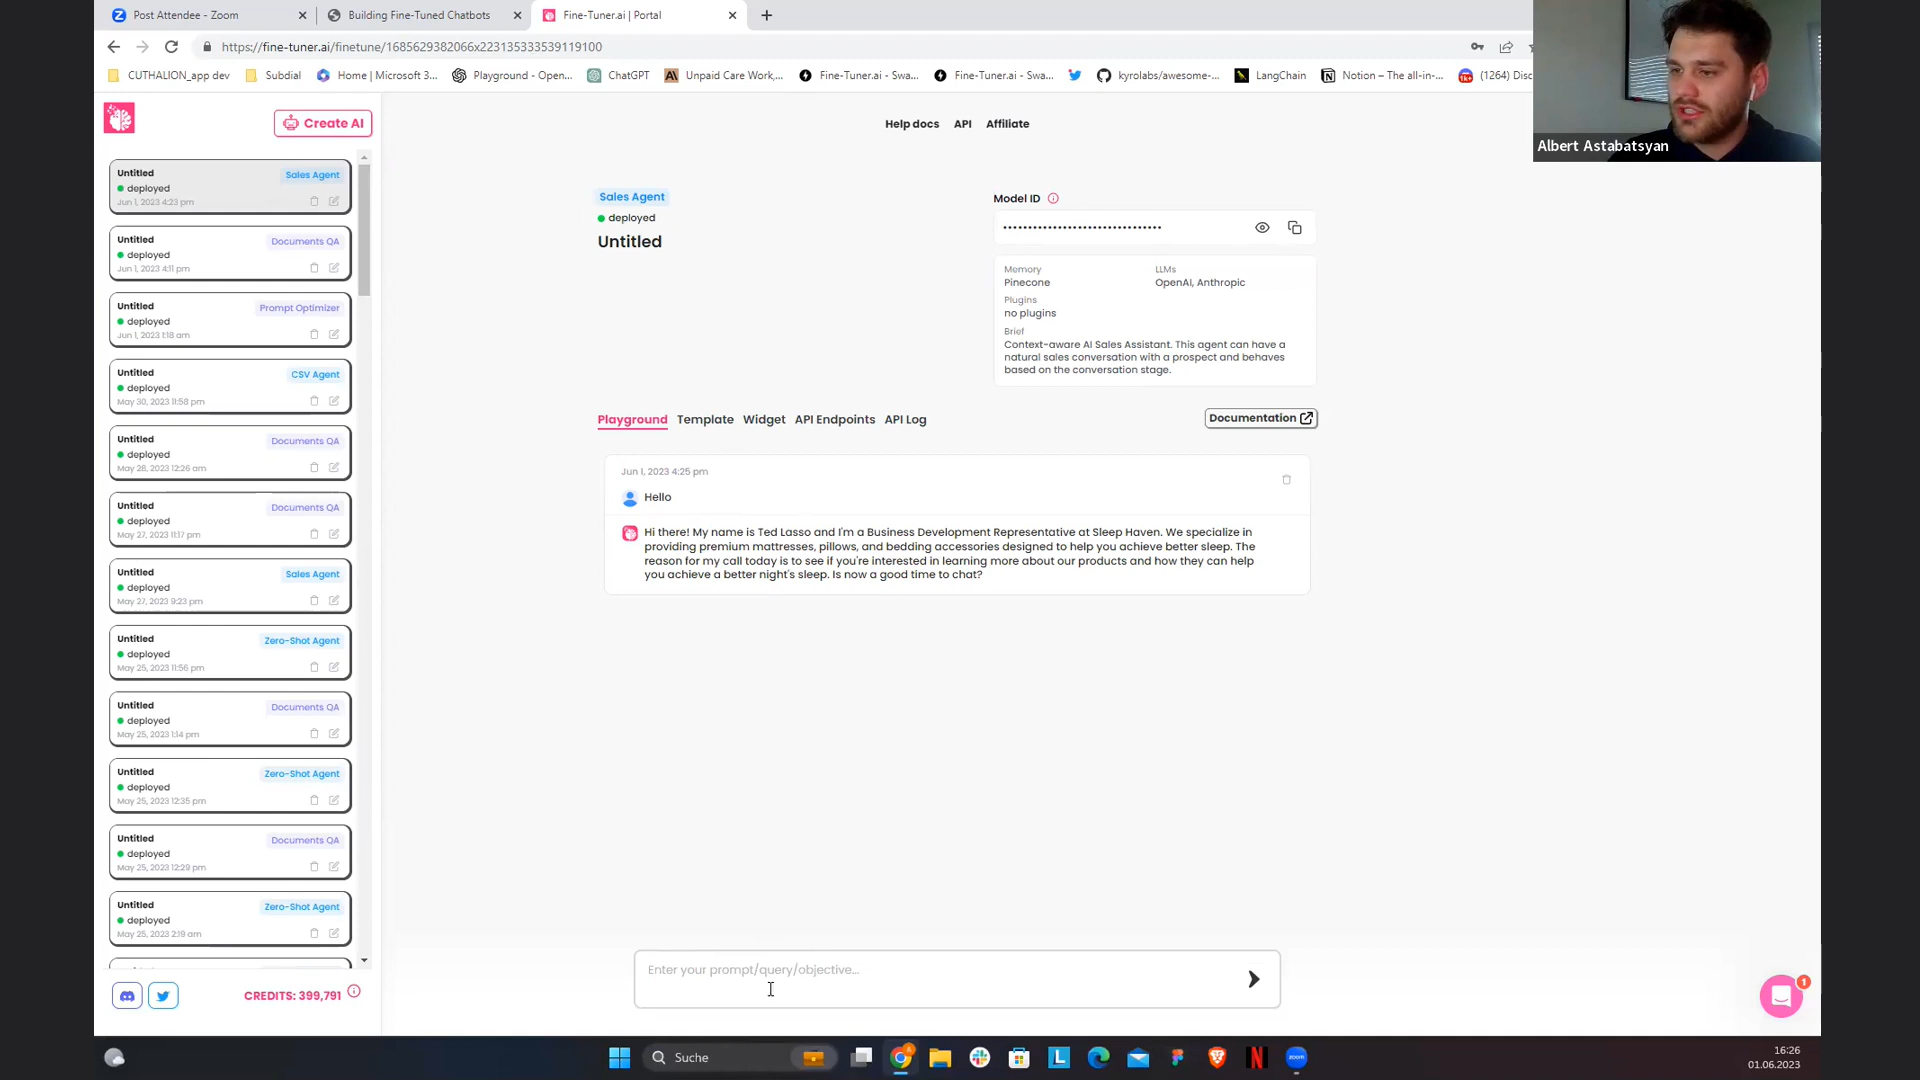 Post Attendee - Zoom
Building Fine-Tuned Chatbots
Fine-Tuner.ai | Portal
https://fine-tuner.ai/finetune/1685629382066x223135333539119100
CUTHALION_app dev
Subdial
Home | Microsoft 3...
Playground - Open...
ChatGPT
Unpaid Care Work,...
Fine-Tuner.ai - Swa...
Fine-Tuner.ai - Swa...
kyrolabs/awesome-...
LangChain
Notion – The all-in-...
(1264) Disc
Albert Astabatsyan
Create AI
Help docs
API
Affiliate
Untitled
Sales Agent
deployed
Jun 1, 2023 4:23 pm
Untitled
Documents QA
deployed
Jun 1, 2023 4:11 pm
Untitled
Prompt Optimizer
deployed
Jun 1, 2023 1:18 am
Untitled
CSV Agent
deployed
May 30, 2023 11:58 pm
Untitled
Documents QA
deployed
May 28, 2023 12:26 am
Untitled
Documents QA
deployed
May 27, 2023 11:17 pm
Untitled
Sales Agent
deployed
May 27, 2023 9:23 pm
Untitled
Zero-Shot Agent
deployed
May 25, 2023 11:56 pm
Untitled
Documents QA
deployed
May 25, 2023 1:14 pm
Untitled
Zero-Shot Agent
deployed
May 25, 2023 12:35 pm
Untitled
Documents QA
deployed
May 25, 2023 12:29 pm
Untitled
Zero-Shot Agent
deployed
May 25, 2023 2:19 am
CREDITS: 399,791
Sales Agent
deployed
Untitled
Model ID
Memory
Pinecone
LLMs
OpenAI, Anthropic
Plugins
no plugins
Brief
Context-aware AI Sales Assistant. This agent can have a
natural sales conversation with a prospect and behaves
based on the conversation stage.
Playground
Template
Widget
API Endpoints
API Log
Documentation
Jun 1, 2023 4:25 pm
Hello
Hi there! My name is Ted Lasso and I'm a Business Development Representative at Sleep Haven. We specialize in
providing premium mattresses, pillows, and bedding accessories designed to help you achieve better sleep. The
reason for my call today is to see if you're interested in learning more about our products and how they can help
you achieve a better night's sleep. Is now a good time to chat?
Enter your prompt/query/objective...
1
Suche
16:26
01.06.2023